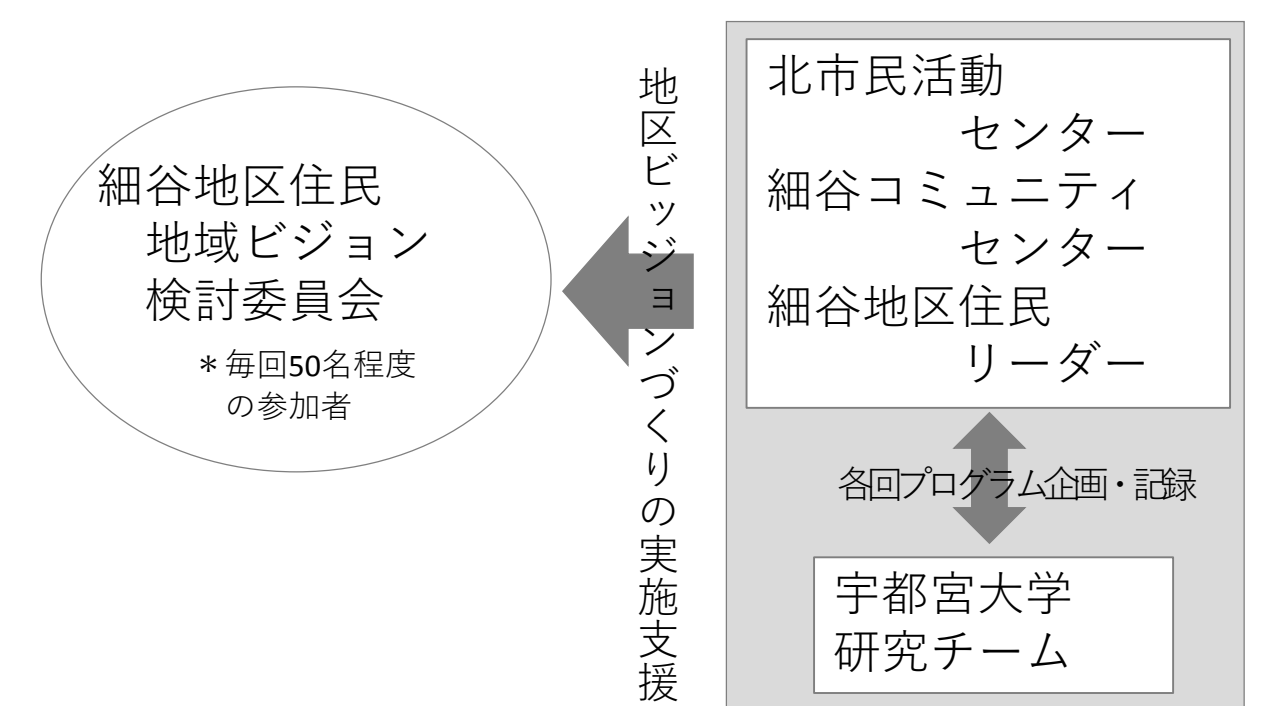 細谷地区住民
地域ビジョン
検討委員会
＊毎回50名程度
の参加者
地区ビッジョンづくりの実施支援
北市民活動
センター
細谷コミュニティ
センター
細谷地区住民
リーダー
各回プログラム企画・記録
宇都宮大学
研究チーム